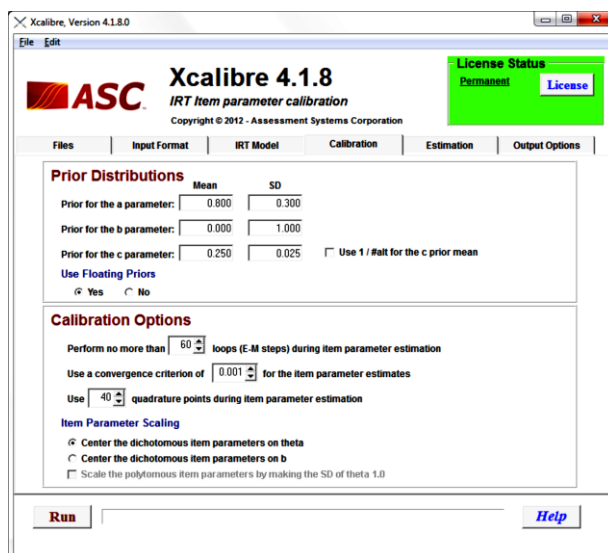 Xcalibre, Version 4.1.8.0
File Edit
ASC
Xcalibre 4.1.8
IRT Item parameter calibration
Copyright © 2012 - Assessment Systems Corporation
License Status
Permanent
License
Files Input Format IRT Model Calibration Estimation Output Options
Prior Distributions
Mean SD
Prior for the a parameter: 0.800 0.300
Prior for the b parameter: 0.000 1.000
Prior for the c parameter: 0.250 0.025 Use 1 / #alt for the c prior mean
Use Floating Priors
Yes No
Calibration Options
Perform no more than 60 loops (E-M steps) during item parameter estimation
Use a convergence criterion of 0.001 for the item parameter estimates
Use 40 quadrature points during item parameter estimation
Item Parameter Scaling
Center the dichotomous item parameters on theta
Center the dichotomous item parameters on b
Scale the polytomous item parameters by making the SD of theta 1.0
Run Help